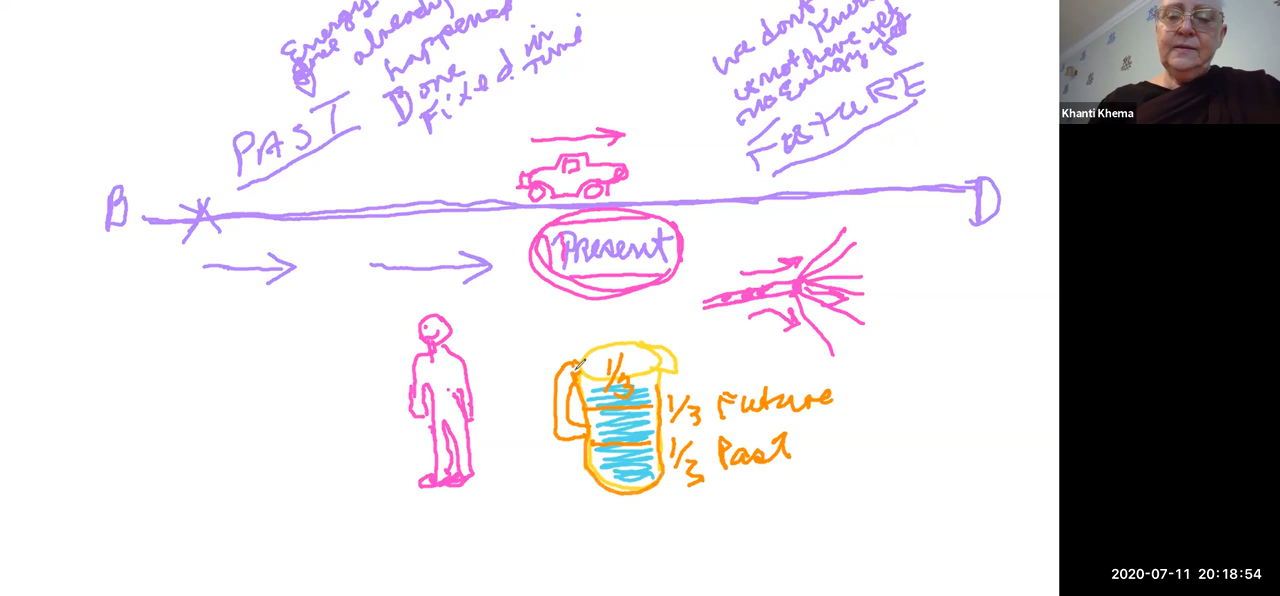 Energy
already
happened
Done
Fixed in
Time
PAST
we don't
know
is not here yet
no Energy yet
FUTURE
B
D
Present
1/3
1/3 Future
1/3 Past
Khanti Khema
2020-07-11 20:18:54